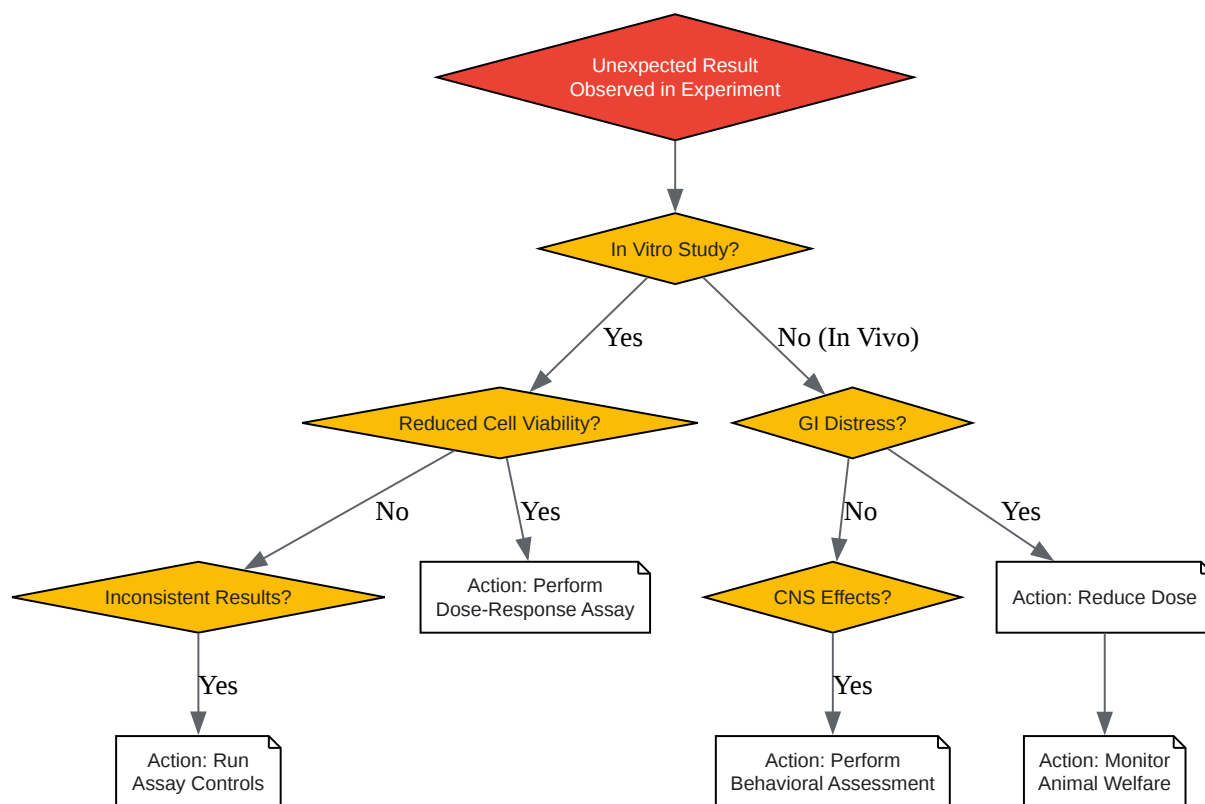 Unexpected Result
Observed in Experiment
In Vitro Study?
Yes
No (In Vivo)
Reduced Cell Viability?
GI Distress?
No
Yes
No
Yes
Inconsistent Results?
Action: Perform
Dose-Response Assay
CNS Effects?
Action: Reduce Dose
Yes
Yes
Action: Run
Assay Controls
Action: Perform
Behavioral Assessment
Action: Monitor
Animal Welfare